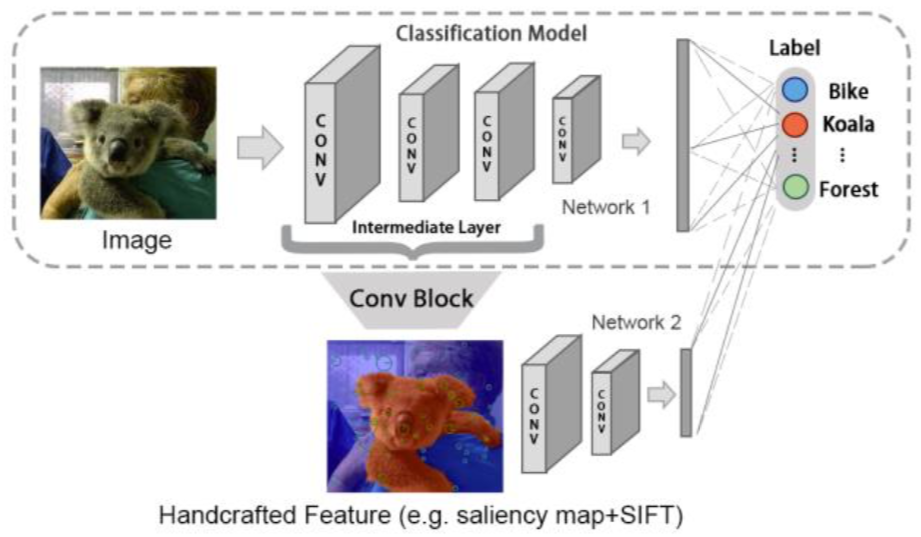 Classification Model
Label
CONV
CONV
CONV
CONV
Bike
Koala
Forest
Network 1
Image
Intermediate Layer
Conv Block
Network 2
CONV
CONV
Handcrafted Feature (e.g. saliency map+SIFT)